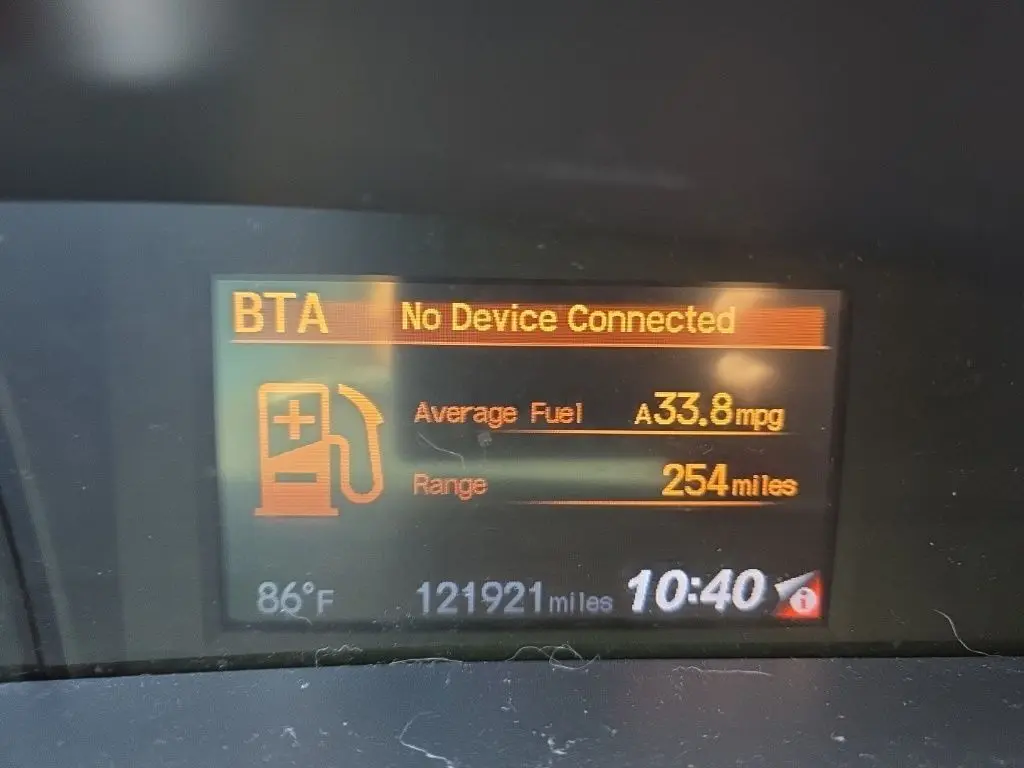 BTA No Device Connected
Average Fuel A33.8mpg
Range 254miles
86°F 121921miles 10:40 i